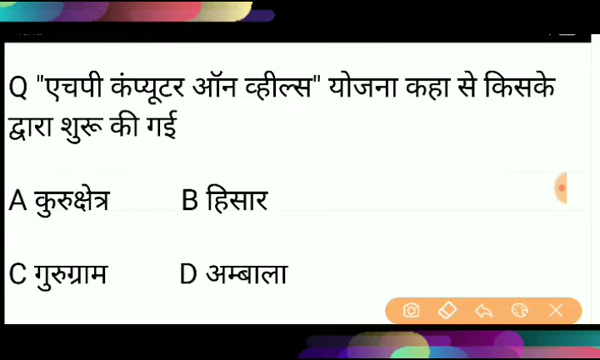 Q "एचपी कंप्यूटर ऑन व्हील्स" योजना कहा से किसके
द्वारा शुरू की गई
A कुरुक्षेत्र B हिसार
C गुरुग्राम D अम्बाला